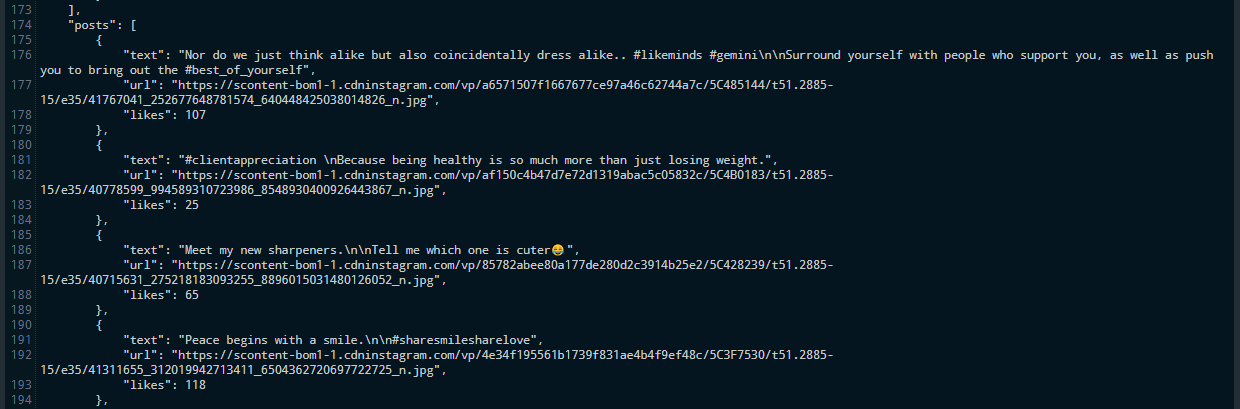 173 ],
174 "posts": [
175 {
176 "text": "Nor do we just think alike but also coincidentally dress alike.. #likeminds #gemini\n\nSurround yourself with people who support you, as well as push
you to bring out the #best_of_yourself",
177 "url": "https://scontent-bom1-1.cdninstagram.com/vp/a6571507f1667677ce97a46c62744a7c/5C485144/t51.2885-
15/e35/41767041_252677648781574_640448425038014826_n.jpg",
178 "likes": 107
179 },
180 {
181 "text": "#clientappreciation \nBecause being healthy is so much more than just losing weight.",
182 "url": "https://scontent-bom1-1.cdninstagram.com/vp/af150c4b47d7e72d1319abac5c05832c/5C4B0183/t51.2885-
15/e35/40778599_994589310723986_8548930400926443867_n.jpg",
183 "likes": 25
184 },
185 {
186 "text": "Meet my new sharpeners.\n\nTell me which one is cuter😂",
187 "url": "https://scontent-bom1-1.cdninstagram.com/vp/85782abee80a177de280d2c3914b25e2/5C428239/t51.2885-
15/e35/40715631_275218183093255_8896015031480126052_n.jpg",
188 "likes": 65
189 },
190 {
191 "text": "Peace begins with a smile.\n\n#sharesmilesharelove",
192 "url": "https://scontent-bom1-1.cdninstagram.com/vp/4e34f195561b1739f831ae4b4f9ef48c/5C3F7530/t51.2885-
15/e35/41311655_312019942713411_6504362720697722725_n.jpg",
193 "likes": 118
194 },